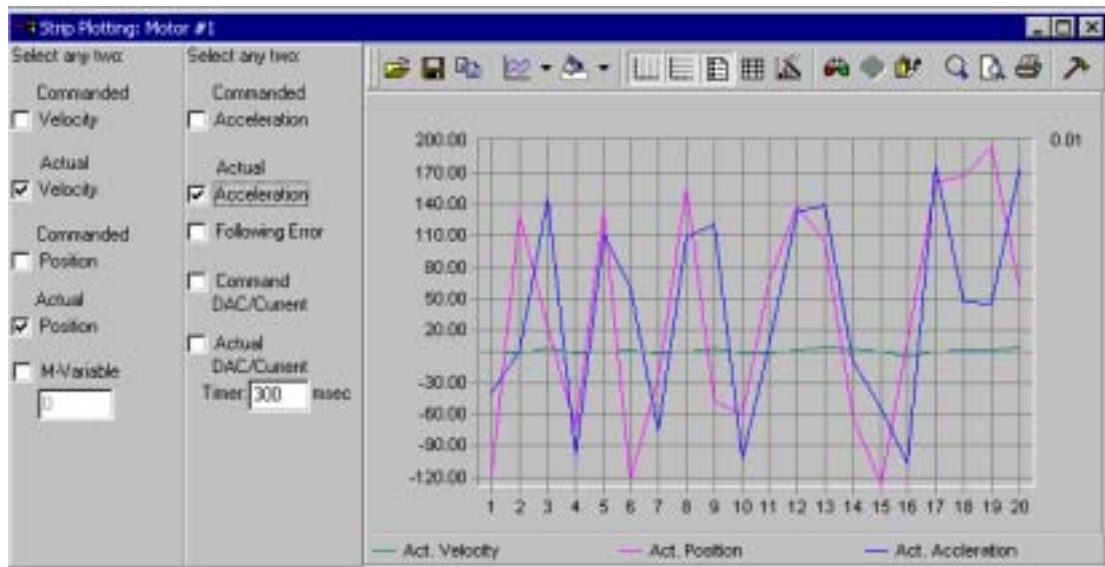 Strip Plotting: Motor #1
Select any two:
Commanded
Velocity
Actual
Velocity
Commanded
Position
Actual
Position
M-Variable
0
Select any two:
Commanded
Acceleration
Actual
Acceleration
Following Error
Command
DAC/Current
Actual
DAC/Current
Timer: 300 msec
200.00
170.00
140.00
110.00
80.00
50.00
20.00
-30.00
-60.00
-90.00
-120.00
0.01
1 2 3 4 5 6 7 8 9 10 11 12 13 14 15 16 17 18 19 20
Act. Velocity Act. Position Act. Accleration